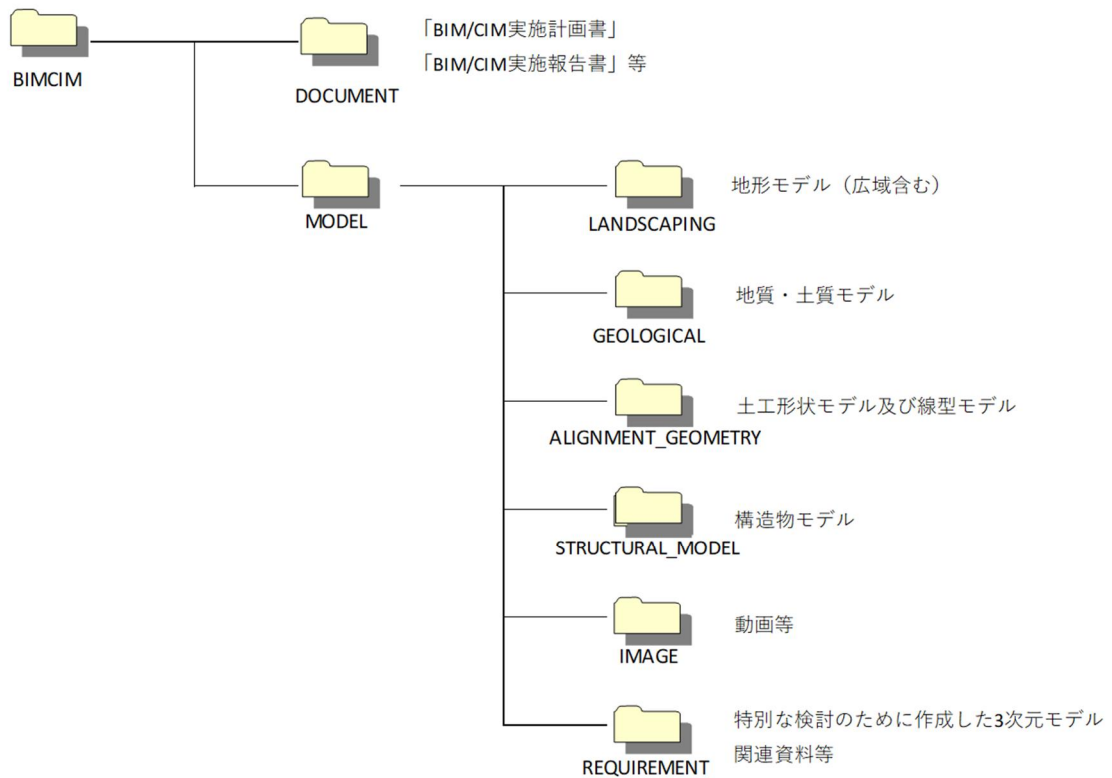 BIMCIM
DOCUMENT
「BIM/CIM実施計画書」
「BIM/CIM実施報告書」等
MODEL
LANDSCAPING
地形モデル（広域含む）
GEOLOGICAL
地質・土質モデル
ALIGNMENT_GEOMETRY
土工形状モデル及び線型モデル
STRUCTURAL_MODEL
構造物モデル
IMAGE
動画等
REQUIREMENT
特別な検討のために作成した3次元モデル
関連資料等